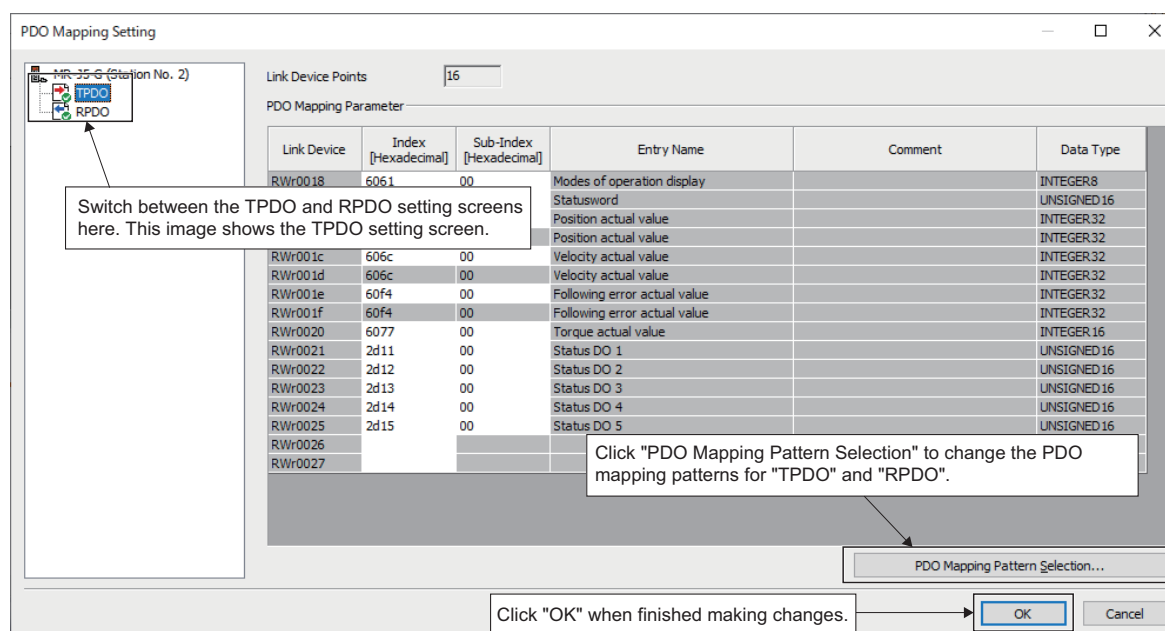 PDO Mapping Setting
MR-J5-G (Station No. 2)
TPDO
RPDO
Link Device Points 16
PDO Mapping Parameter
Link Device Index [Hexadecimal] Sub-Index [Hexadecimal] Entry Name Comment Data Type
RWr0018 6061 00 Modes of operation display INTEGER8
Statusword UNSIGNED16
Position actual value INTEGER32
Position actual value INTEGER32
RWr001c 606c 00 Velocity actual value INTEGER32
RWr001d 606c 00 Velocity actual value INTEGER32
RWr001e 60f4 00 Following error actual value INTEGER32
RWr001f 60f4 00 Following error actual value INTEGER32
RWr0020 6077 00 Torque actual value INTEGER16
RWr0021 2d11 00 Status DO 1 UNSIGNED16
RWr0022 2d12 00 Status DO 2 UNSIGNED16
RWr0023 2d13 00 Status DO 3 UNSIGNED16
RWr0024 2d14 00 Status DO 4 UNSIGNED16
RWr0025 2d15 00 Status DO 5 UNSIGNED16
RWr0026
RWr0027
Switch between the TPDO and RPDO setting screens
here. This image shows the TPDO setting screen.
Click "PDO Mapping Pattern Selection" to change the PDO
mapping patterns for "TPDO" and "RPDO".
PDO Mapping Pattern Selection...
Click "OK" when finished making changes.
OK Cancel